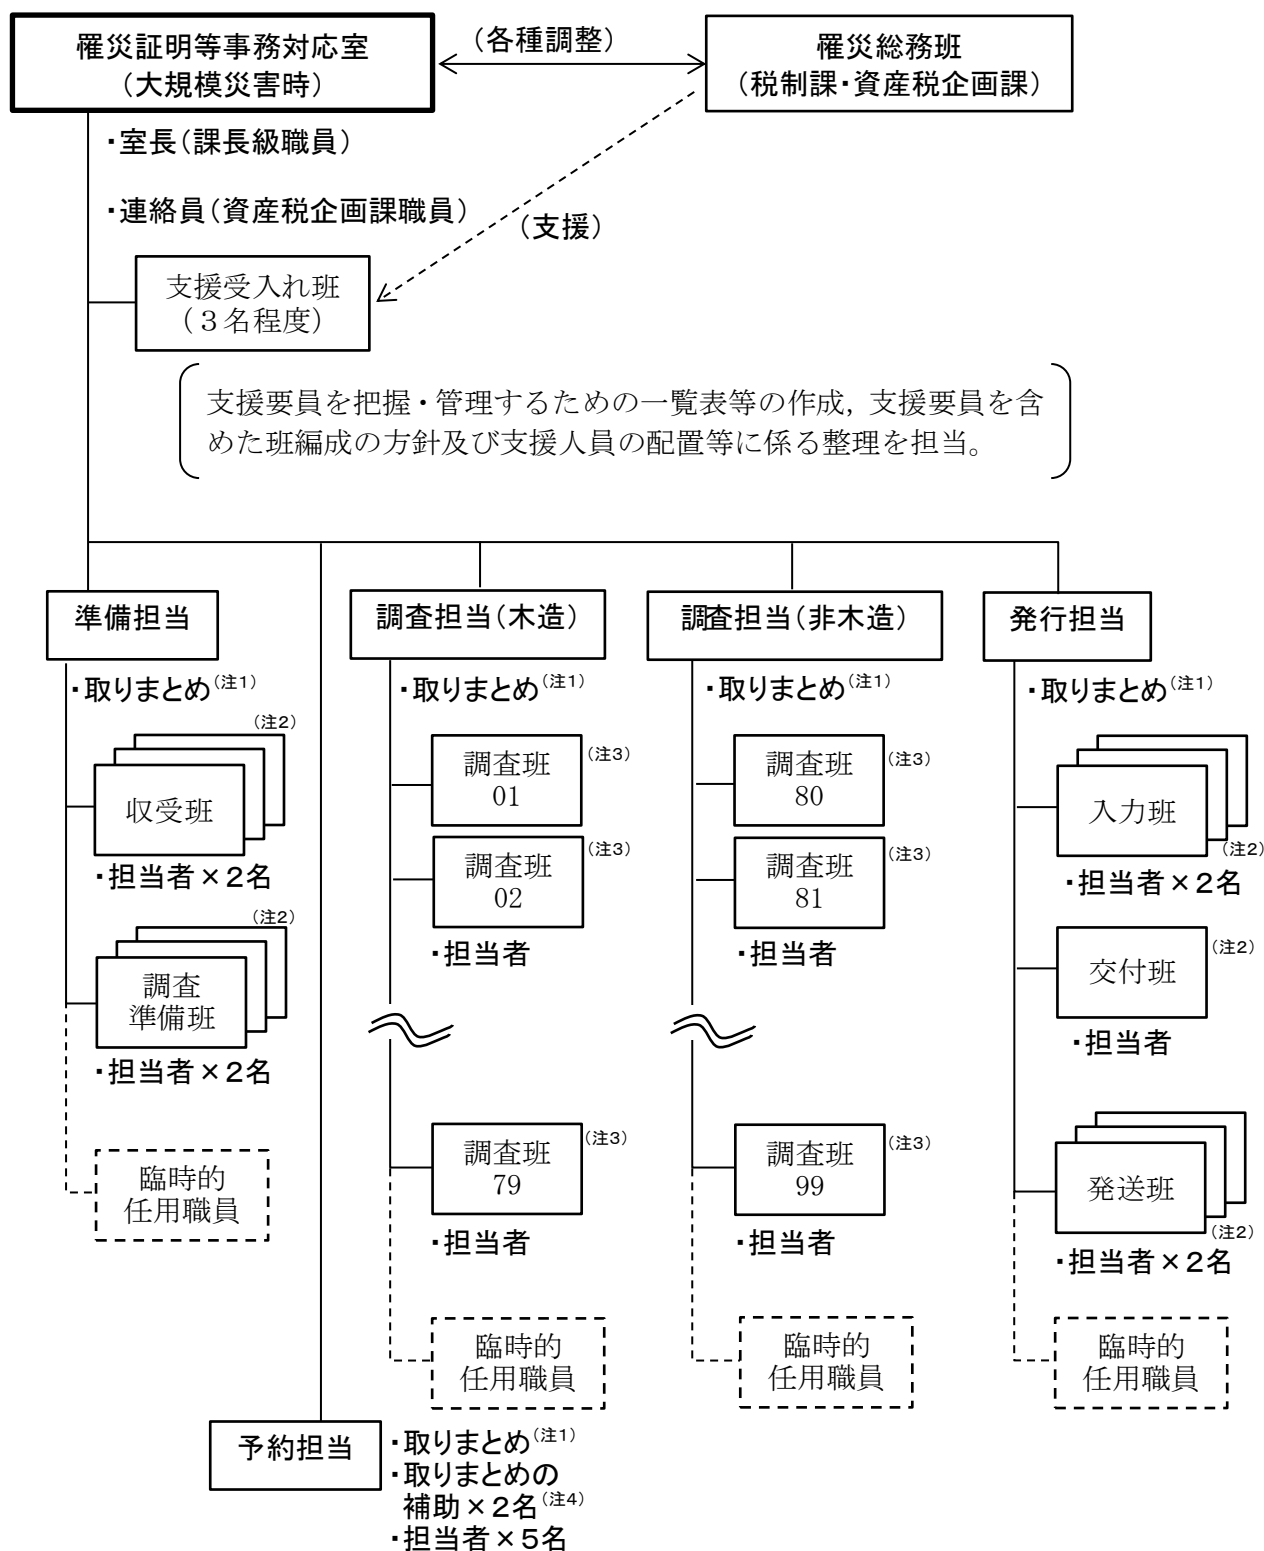 罹災証明等事務対応室
（大規模災害時）
（各種調整）
罹災総務班
（税制課・資産税企画課）
・室長（課長級職員）
・連絡員（資産税企画課職員）
（支援）
支援受入れ班
（３名程度）
支援要員を把握・管理するための一覧表等の作成，支援要員を含
めた班編成の方針及び支援人員の配置等に係る整理を担当。
準備担当
・取りまとめ（注1）
（注2）
収受班
・担当者×２名
（注2）
調査
準備班
・担当者×２名
臨時的
任用職員
調査担当（木造）
・取りまとめ（注1）
調査班
01
（注3）
調査班
02
（注3）
・担当者
調査班
79
（注3）
・担当者
臨時的
任用職員
調査担当（非木造）
・取りまとめ（注1）
調査班
80
（注3）
調査班
81
（注3）
・担当者
調査班
99
（注3）
・担当者
臨時的
任用職員
発行担当
・取りまとめ（注1）
入力班
（注2）
・担当者×２名
交付班
（注2）
・担当者
発送班
（注2）
・担当者×２名
臨時的
任用職員
予約担当
・取りまとめ（注1）
・取りまとめの
補助×２名（注4）
・担当者×５名